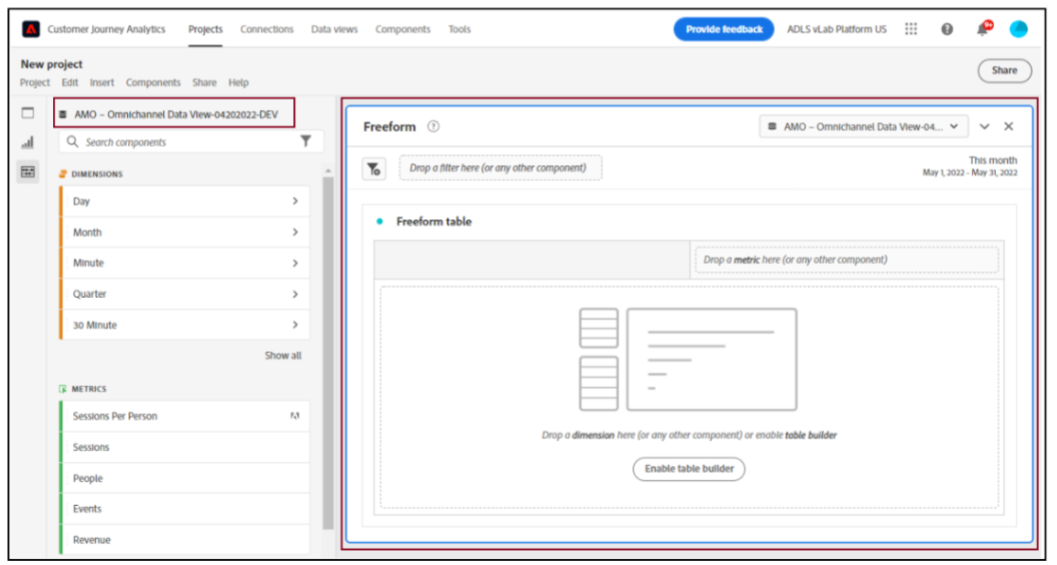 Customer Journey Analytics Projects Connections Data views Components Tools Provide feedback ADLS vLab Platform US
New project
Share
Project Edit Insert Components Share Help
AMO – Omnichannel Data View-04202022-DEV
Search components
DIMENSIONS
Day
Month
Minute
Quarter
30 Minute
Show all
METRICS
Sessions Per Person
Sessions
People
Events
Revenue
Freeform
AMO – Omnichannel Data View-04...
Drop a filter here (or any other component)
This month
May 1, 2022 - May 31, 2022
Freeform table
Drop a metric here (or any other component)
Drop a dimension here (or any other component) or enable table builder
Enable table builder